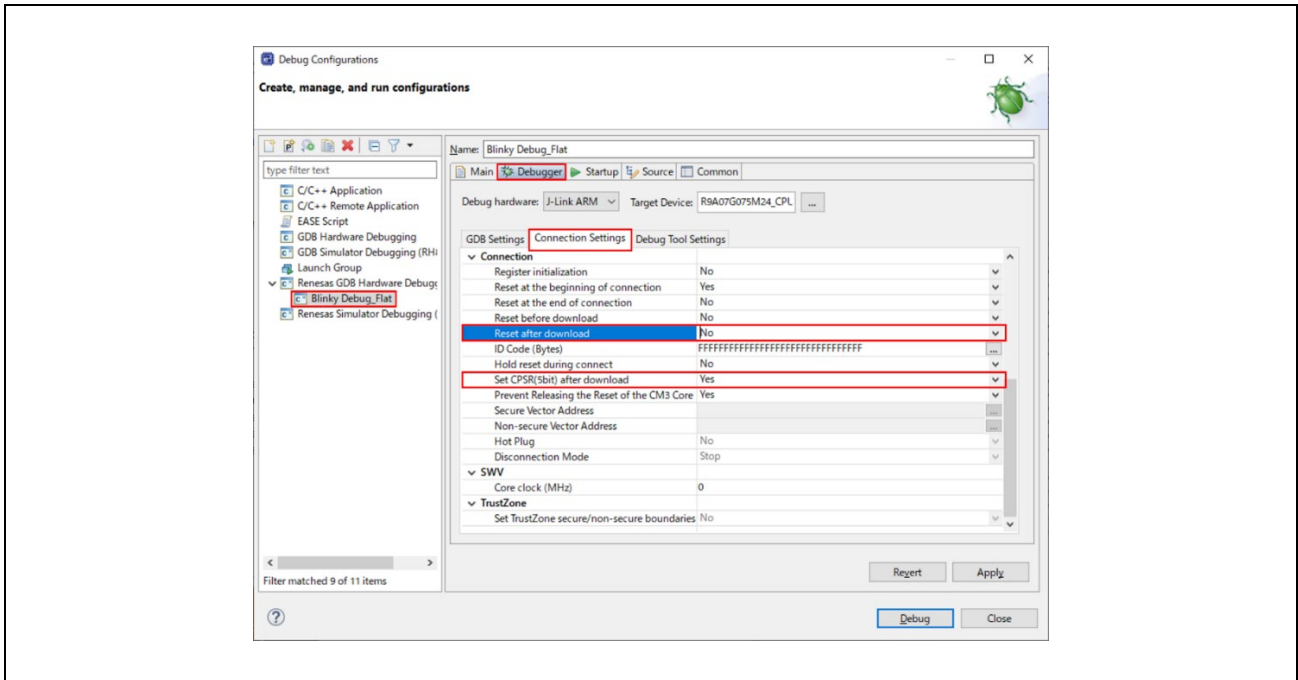 Debug Configurations
Create, manage, and run configurations
type filter text
C/C++ Application
C/C++ Remote Application
EASE Script
GDB Hardware Debugging
GDB Simulator Debugging (RH
Launch Group
Renesas GDB Hardware Debugg
Blinky Debug_Flat
Renesas Simulator Debugging (
Filter matched 9 of 11 items
Name: Blinky Debug_Flat
Main Debugger Startup Source Common
Debug hardware: J-Link ARM Target Device: R9A07G075M24_CPU ...
GDB Settings Connection Settings Debug Tool Settings
Connection
Register initialization No
Reset at the beginning of connection Yes
Reset at the end of connection No
Reset before download No
Reset after download No
ID Code (Bytes) FFFFFFFFFFFFFFFFFFFFFFFFFFFFFFFF ...
Hold reset during connect No
Set CPSR(5bit) after download Yes
Prevent Releasing the Reset of the CM3 Core Yes
Secure Vector Address ...
Non-secure Vector Address ...
Hot Plug No
Disconnection Mode Stop
SWV
Core clock (MHz) 0
TrustZone
Set TrustZone secure/non-secure boundaries No
Revert Apply
? Debug Close